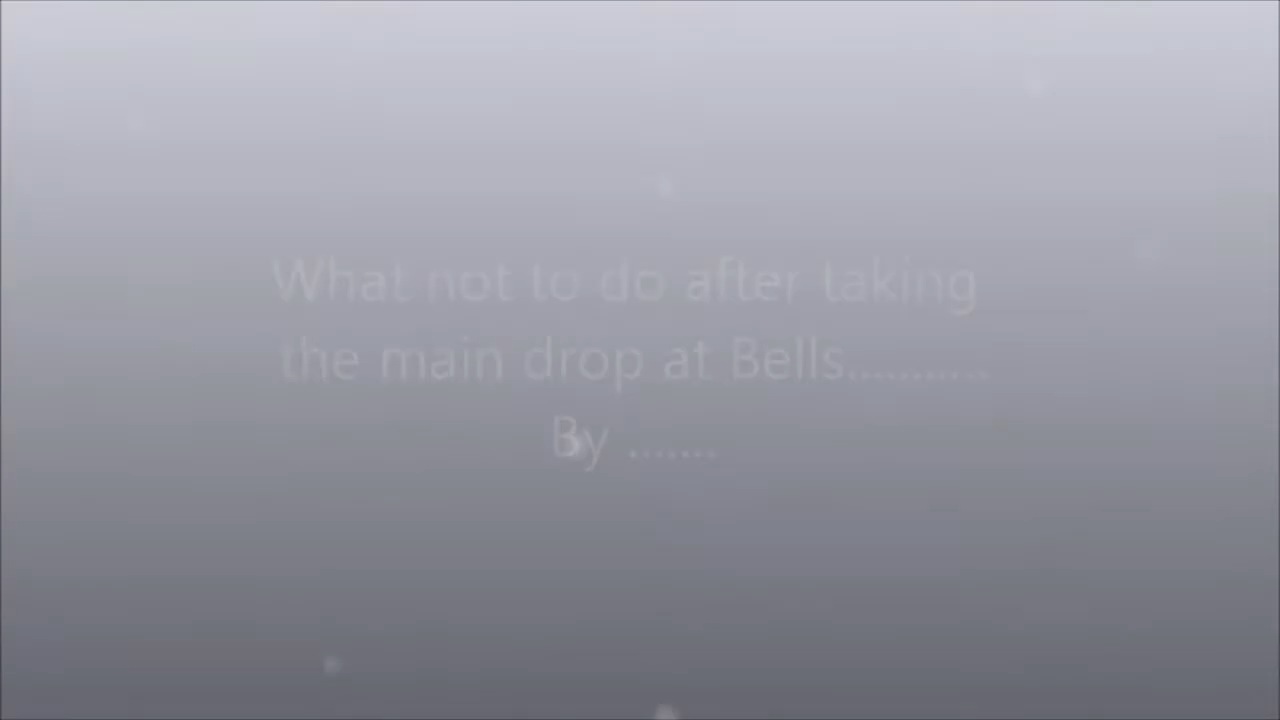 What not to do after taking
the main drop at Bells...........
By .......